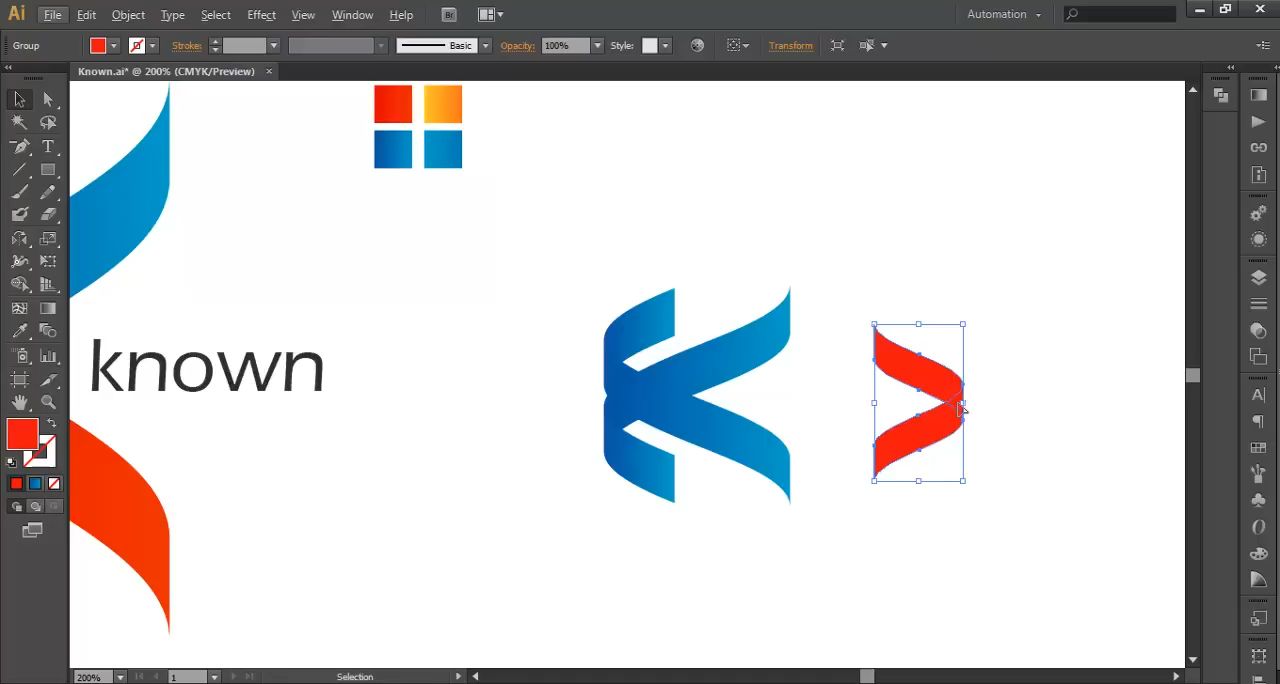 Ai File Edit Object Type Select Effect View Window Help Br Automation
Group Stroke: Basic Opacity: 100% Style: Transform
Known.ai* @ 200% (CMYK/Preview) ×
known
200% 1 Selection